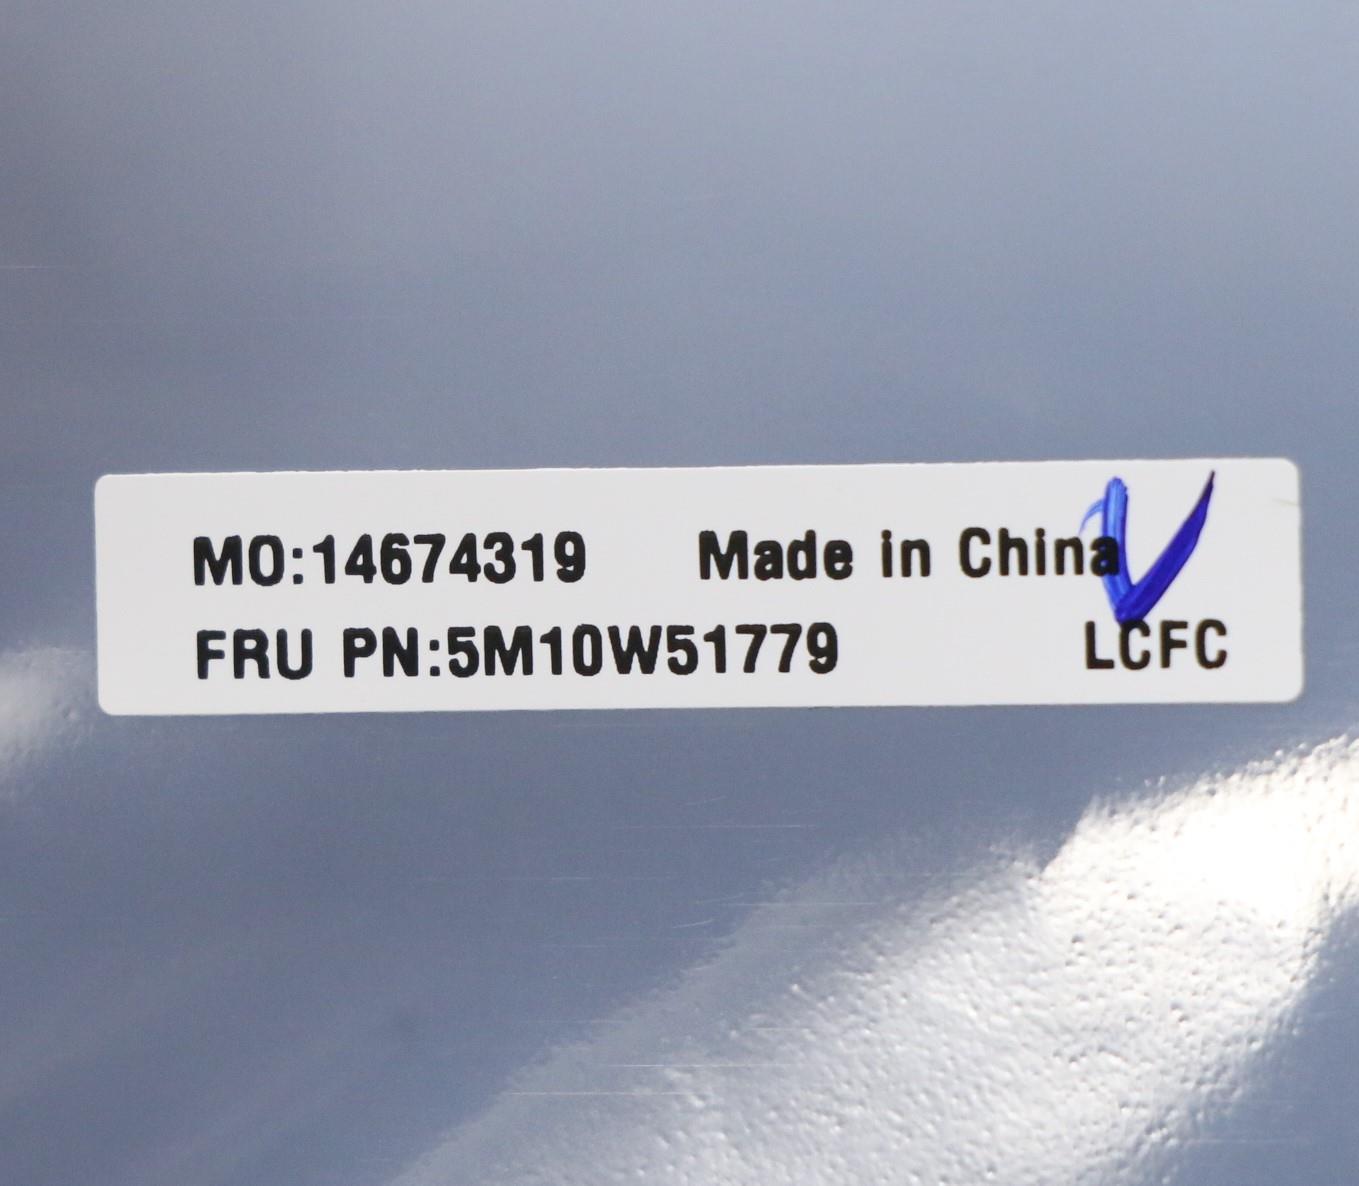 MO:14674319 Made in China
FRU PN:5M10W51779 LCFC